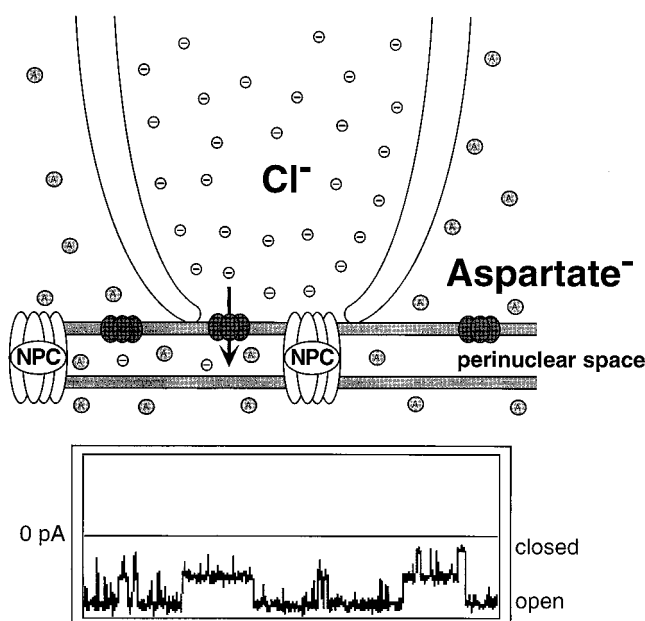 Cl⁻
Aspartate⁻
NPC
NPC
perinuclear space
0 pA
closed
open